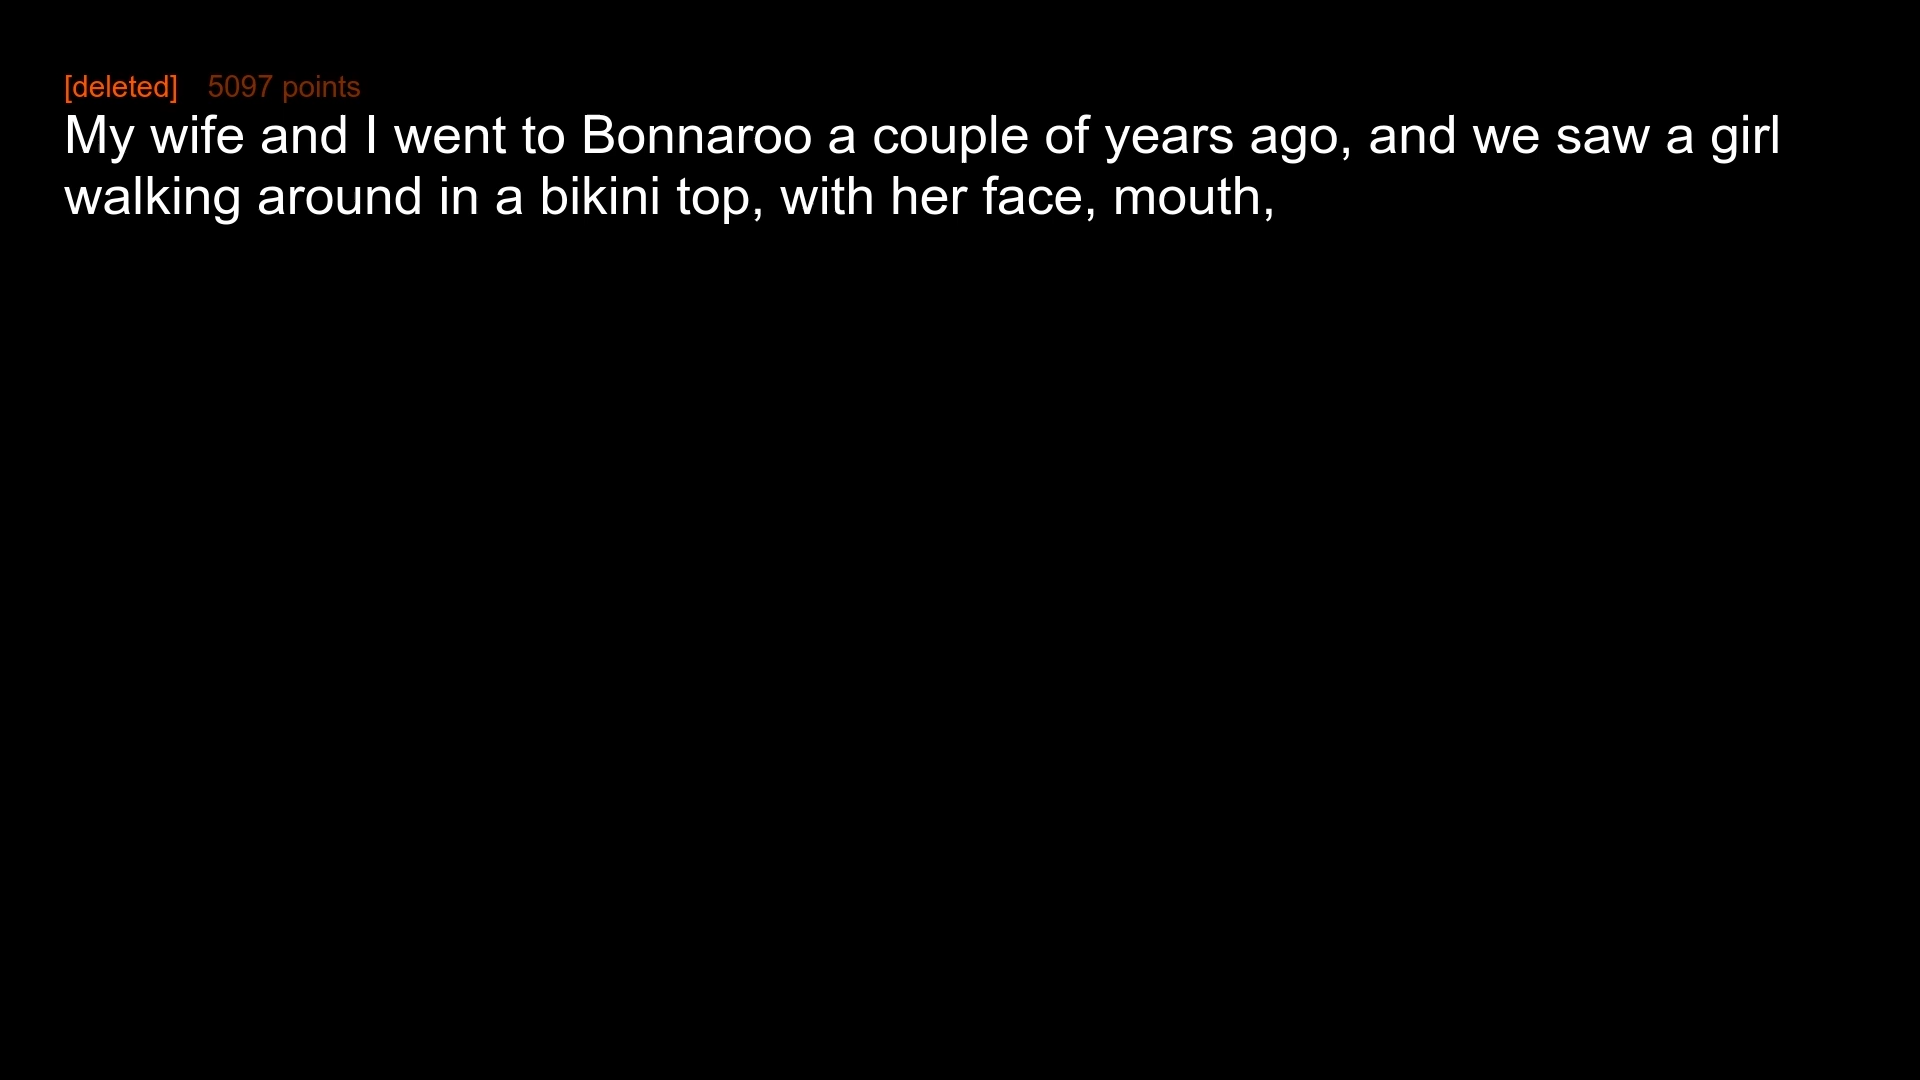 [deleted] 5097 points
My wife and I went to Bonnaroo a couple of years ago, and we saw a girl
walking around in a bikini top, with her face, mouth,